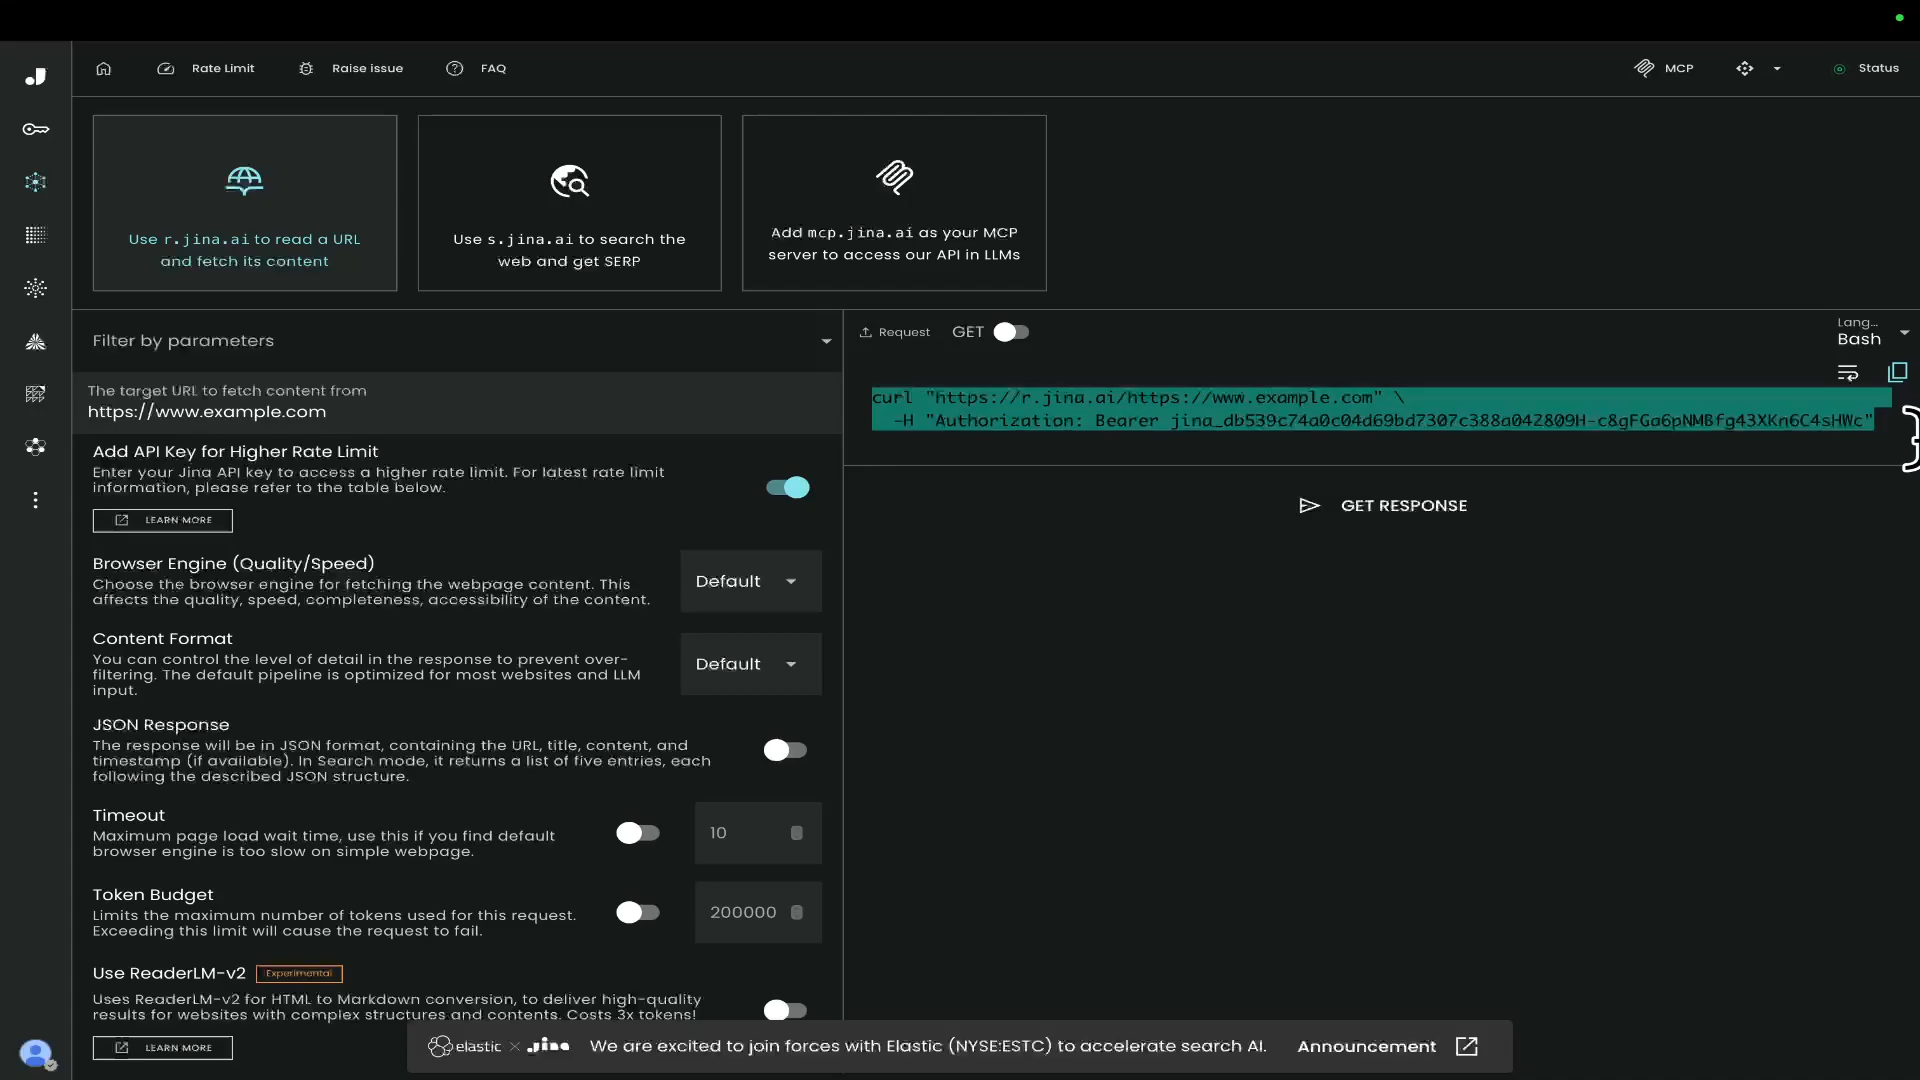 Rate Limit
Raise issue
FAQ
MCP
Status
Use r.jina.ai to read a URL
and fetch its content
Use s.jina.ai to search the
web and get SERP
Add mcp.jina.ai as your MCP
server to access our API in LLMs
Filter by parameters
The target URL to fetch content from
https://www.example.com
Add API Key for Higher Rate Limit
Enter your Jina API key to access a higher rate limit. For latest rate limit
information, please refer to the table below.
LEARN MORE
Browser Engine (Quality/Speed)
Choose the browser engine for fetching the webpage content. This
affects the quality, speed, completeness, accessibility of the content.
Default
Content Format
You can control the level of detail in the response to prevent over-
filtering. The default pipeline is optimized for most websites and LLM
input.
Default
JSON Response
The response will be in JSON format, containing the URL, title, content, and
timestamp (if available). In Search mode, it returns a list of five entries, each
following the described JSON structure.
Timeout
Maximum page load wait time, use this if you find default
browser engine is too slow on simple webpage.
10
Token Budget
Limits the maximum number of tokens used for this request.
Exceeding this limit will cause the request to fail.
200000
Use ReaderLM-v2 Experimental
Uses ReaderLM-v2 for HTML to Markdown conversion, to deliver high-quality
results for websites with complex structures and contents. Costs 3x tokens!
LEARN MORE
Request
GET
Lang...
Bash
curl "https://r.jina.ai/https://www.example.com" \
-H "Authorization: Bearer
GET RESPONSE
elastic × jina We are excited to join forces with Elastic (NYSE:ESTC) to accelerate search AI. Announcement